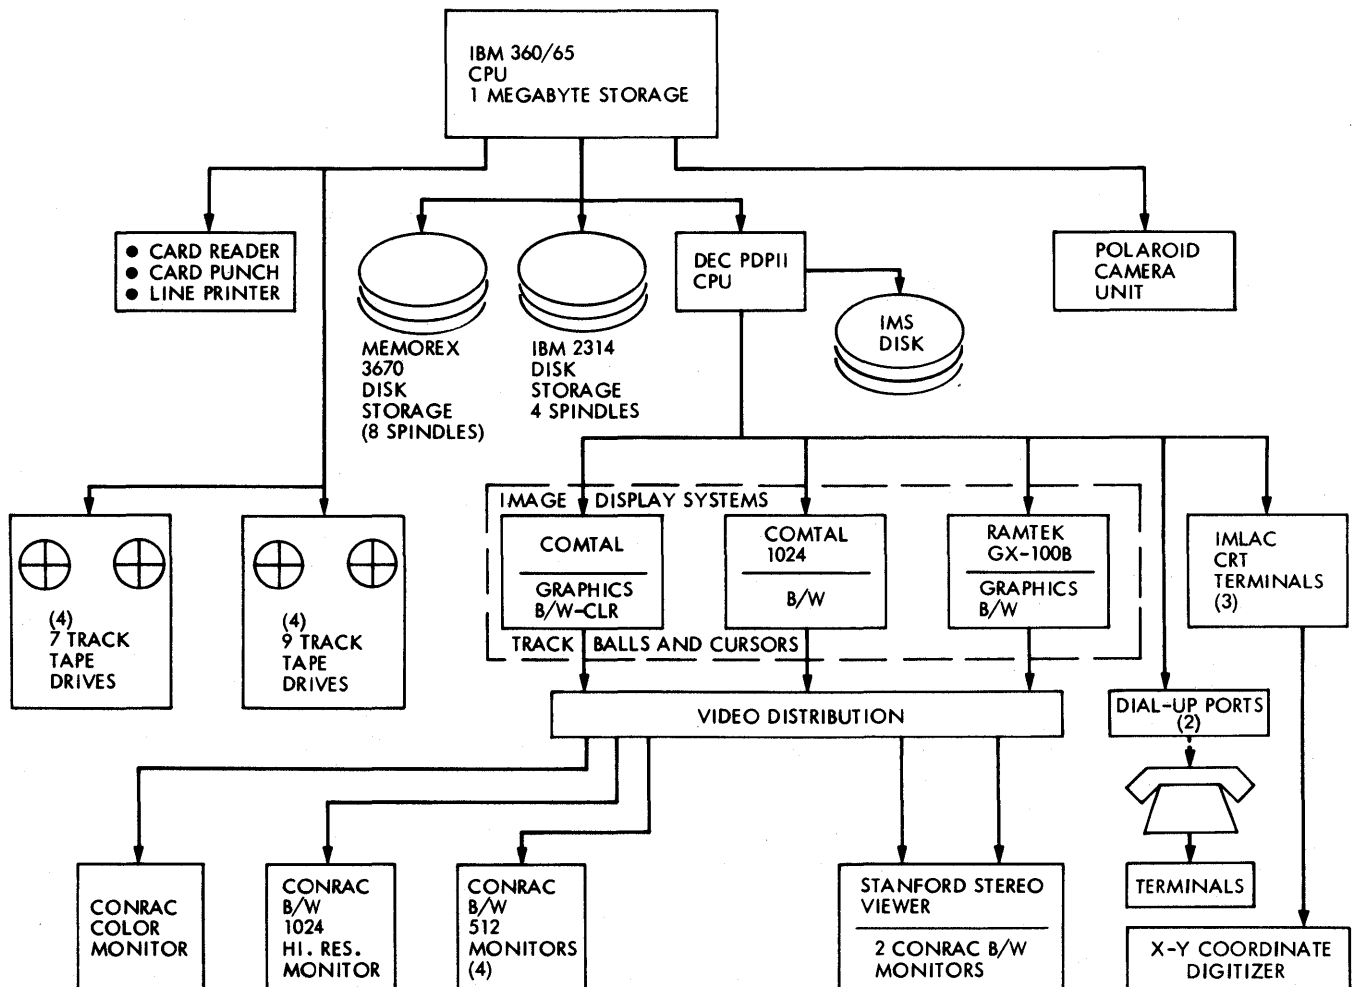 IBM 360/65
CPU
1 MEGABYTE STORAGE
● CARD READER
● CARD PUNCH
● LINE PRINTER
MEMOREX
3670
DISK
STORAGE
(8 SPINDLES)
IBM 2314
DISK
STORAGE
4 SPINDLES
DEC PDP11
CPU
IMS
DISK
POLAROID
CAMERA
UNIT
(4)
7 TRACK
TAPE
DRIVES
(4)
9 TRACK
TAPE
DRIVES
IMAGE DISPLAY SYSTEMS
COMTAL
GRAPHICS
B/W-CLR
COMTAL
1024
B/W
RAMTEK
GX-100B
GRAPHICS
B/W
TRACK BALLS AND CURSORS
IMLAC
CRT
TERMINALS
(3)
VIDEO DISTRIBUTION
DIAL-UP PORTS
(2)
CONRAC
COLOR
MONITOR
CONRAC
B/W
1024
HI. RES.
MONITOR
CONRAC
B/W
512
MONITORS
(4)
STANFORD STEREO
VIEWER
2 CONRAC B/W
MONITORS
TERMINALS
X-Y COORDINATE
DIGITIZER